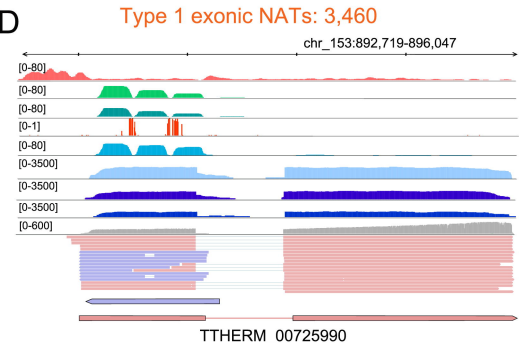 D
Type 1 exonic NATs: 3,460
chr_153:892,719-896,047
[0-80]
[0-80]
[0-80]
[0-1]
[0-80]
[0-3500]
[0-3500]
[0-3500]
[0-600]
TTHERM_00725990